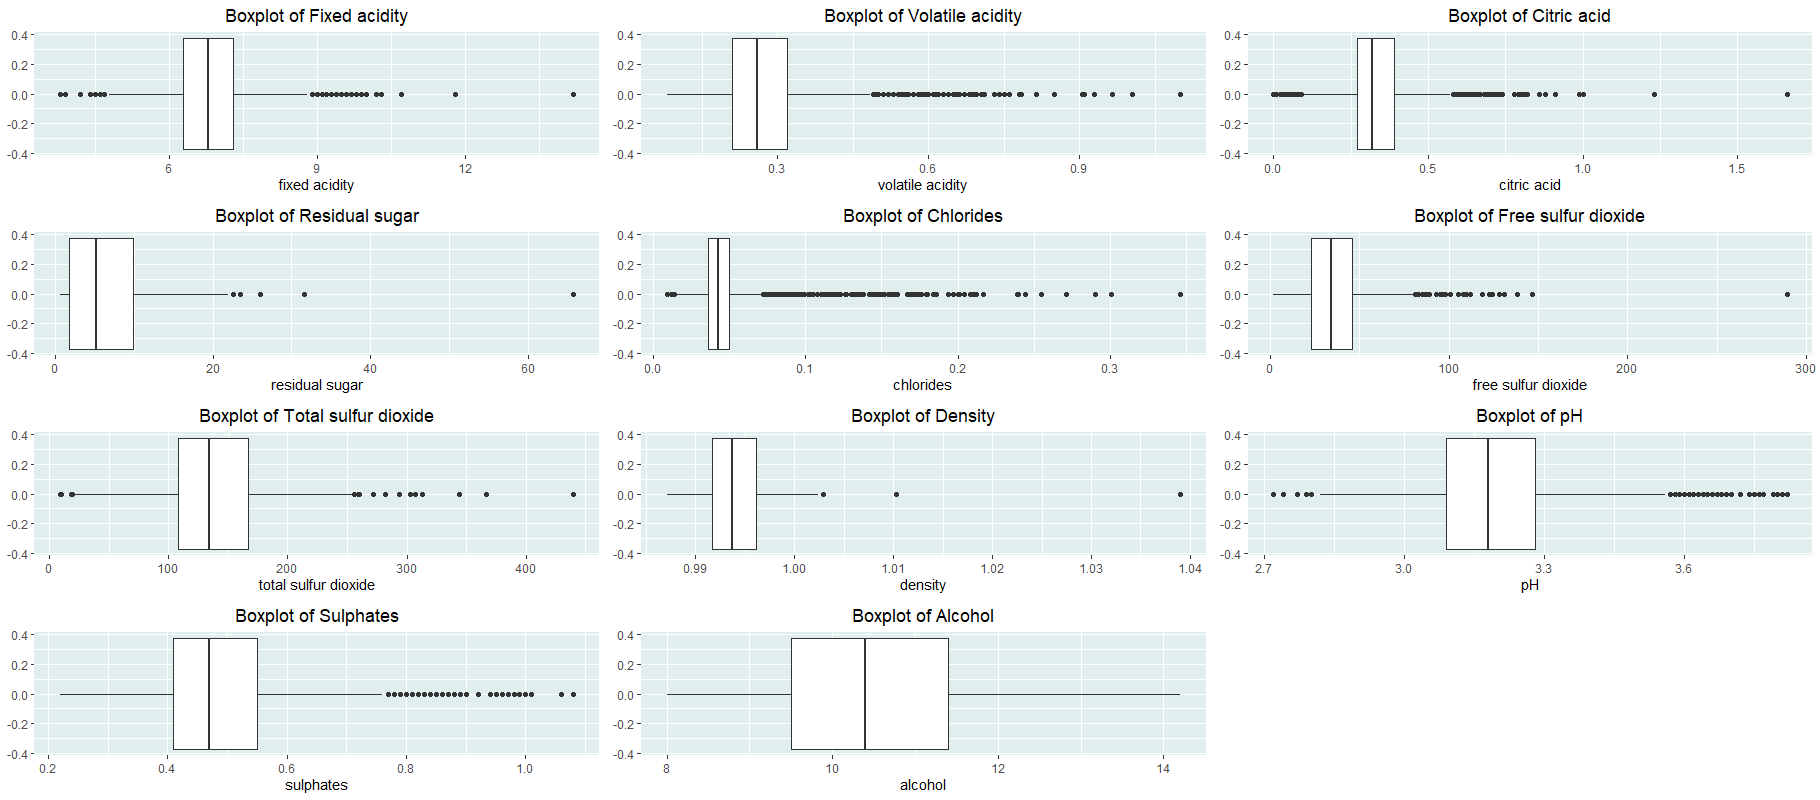 Boxplot of Fixed acidity
0.4
0.2
0.0
-0.2
-0.4
6 9 12
fixed acidity
Boxplot of Volatile acidity
0.4
0.2
0.0
-0.2
-0.4
0.3 0.6 0.9
volatile acidity
Boxplot of Citric acid
0.4
0.2
0.0
-0.2
-0.4
0.0 0.5 1.0 1.5
citric acid
Boxplot of Residual sugar
0.4
0.2
0.0
-0.2
-0.4
0 20 40 60
residual sugar
Boxplot of Chlorides
0.4
0.2
0.0
-0.2
-0.4
0.0 0.1 0.2 0.3
chlorides
Boxplot of Free sulfur dioxide
0.4
0.2
0.0
-0.2
-0.4
0 100 200 300
free sulfur dioxide
Boxplot of Total sulfur dioxide
0.4
0.2
0.0
-0.2
-0.4
0 100 200 300 400
total sulfur dioxide
Boxplot of Density
0.4
0.2
0.0
-0.2
-0.4
0.99 1.00 1.01 1.02 1.03 1.04
density
Boxplot of pH
0.4
0.2
0.0
-0.2
-0.4
2.7 3.0 3.3 3.6
pH
Boxplot of Sulphates
0.4
0.2
0.0
-0.2
-0.4
0.2 0.4 0.6 0.8 1.0
sulphates
Boxplot of Alcohol
0.4
0.2
0.0
-0.2
-0.4
8 10 12 14
alcohol